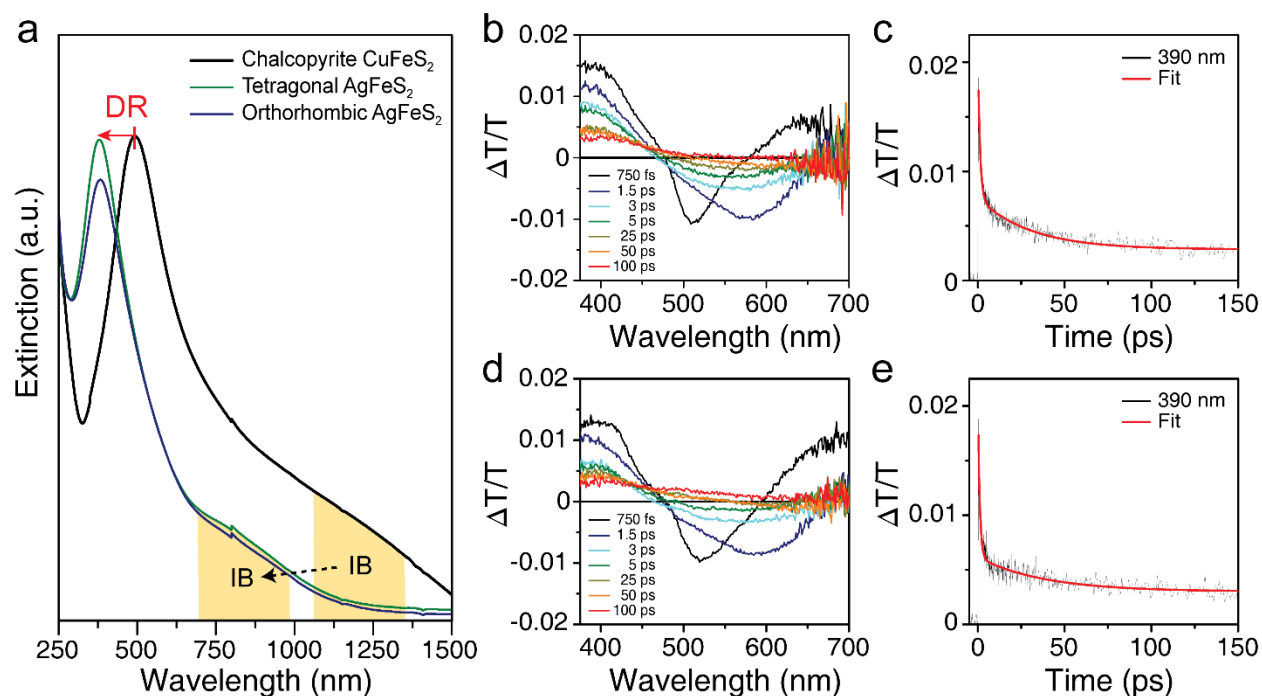 a
Chalcopyrite CuFeS₂
Tetragonal AgFeS₂
Orthorhombic AgFeS₂
DR
IB
IB
Extinction (a.u.)
250 500 750 1000 1250 1500
Wavelength (nm)
b
0.02
0.01
0
-0.01
-0.02
ΔT/T
750 fs
1.5 ps
3 ps
5 ps
25 ps
50 ps
100 ps
400 500 600 700
Wavelength (nm)
c
390 nm
Fit
0.02
0.01
0
ΔT/T
0 50 100 150
Time (ps)
d
0.02
0.01
0
-0.01
-0.02
ΔT/T
750 fs
1.5 ps
3 ps
5 ps
25 ps
50 ps
100 ps
400 500 600 700
Wavelength (nm)
e
390 nm
Fit
0.02
0.01
0
ΔT/T
0 50 100 150
Time (ps)